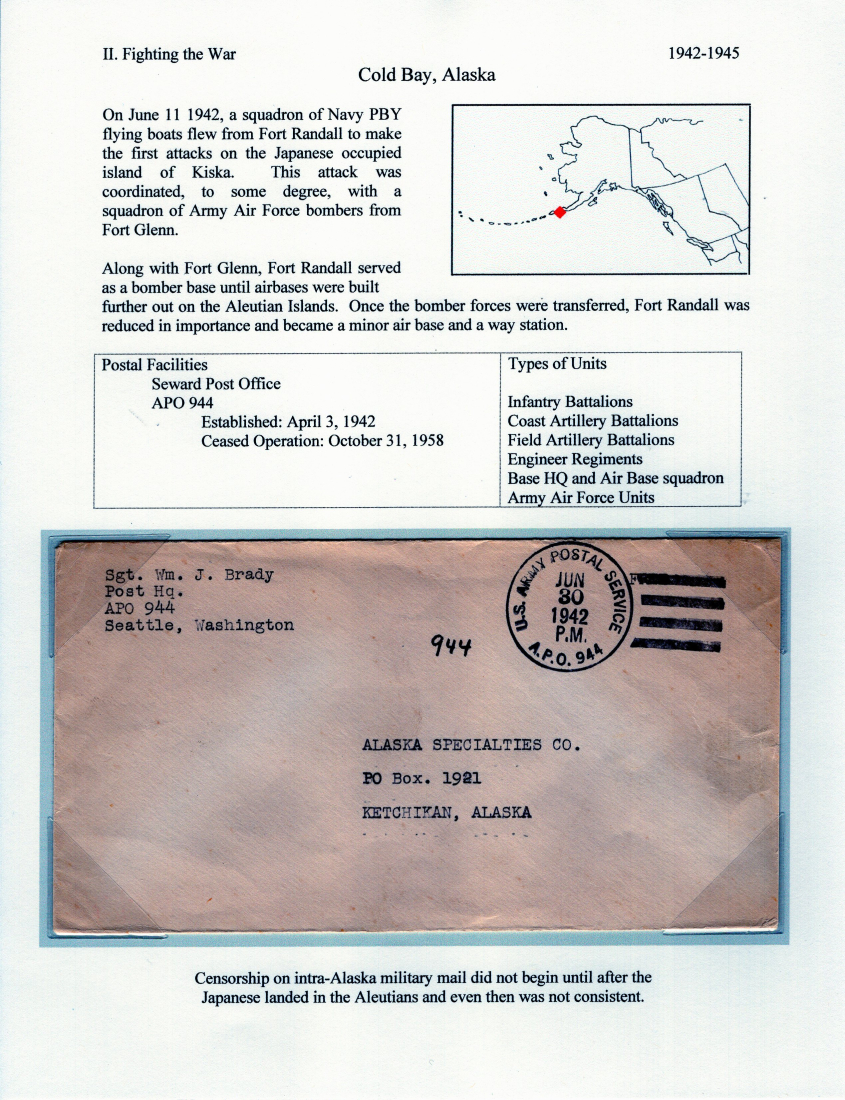 II. Fighting the War
1942-1945
Cold Bay, Alaska
On June 11 1942, a squadron of Navy PBY
flying boats flew from Fort Randall to make
the first attacks on the Japanese occupied
island of Kiska. This attack was
coordinated, to some degree, with a
squadron of Army Air Force bombers from
Fort Glenn.
Along with Fort Glenn, Fort Randall served
as a bomber base until airbases were built
further out on the Aleutian Islands. Once the bomber forces were transferred, Fort Randall was
reduced in importance and became a minor air base and a way station.
Postal Facilities
Seward Post Office
APO 944
Established: April 3, 1942
Ceased Operation: October 31, 1958
Types of Units
Infantry Battalions
Coast Artillery Battalions
Field Artillery Battalions
Engineer Regiments
Base HQ and Air Base squadron
Army Air Force Units
Sgt. Wm. J. Brady
Post Hq.
APO 944
Seattle, Washington
944
U.S. ARMY POSTAL SERVICE
JUN
30
1942
P.M.
A.P.O. 944
F
ALASKA SPECIALTIES CO.
PO Box. 1921
KETCHIKAN, ALASKA
Censorship on intra-Alaska military mail did not begin until after the
Japanese landed in the Aleutians and even then was not consistent.